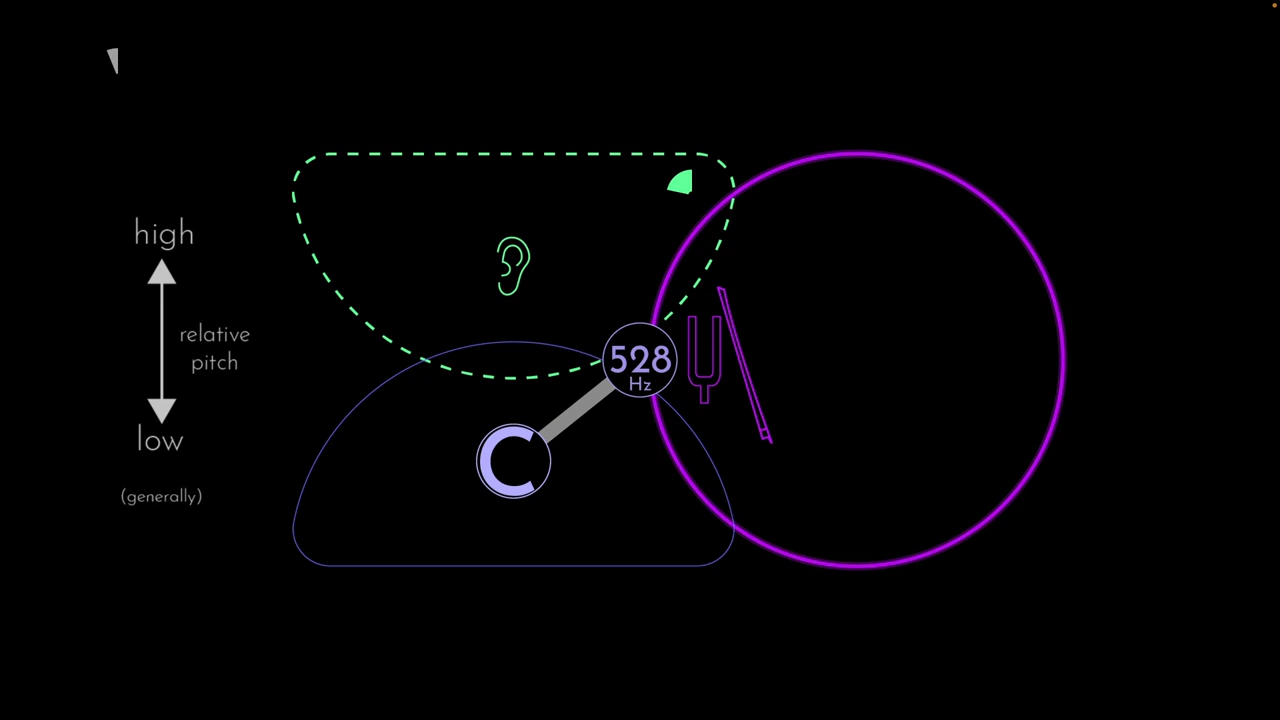 high
relative
pitch
low
(generally)
528
Hz
C